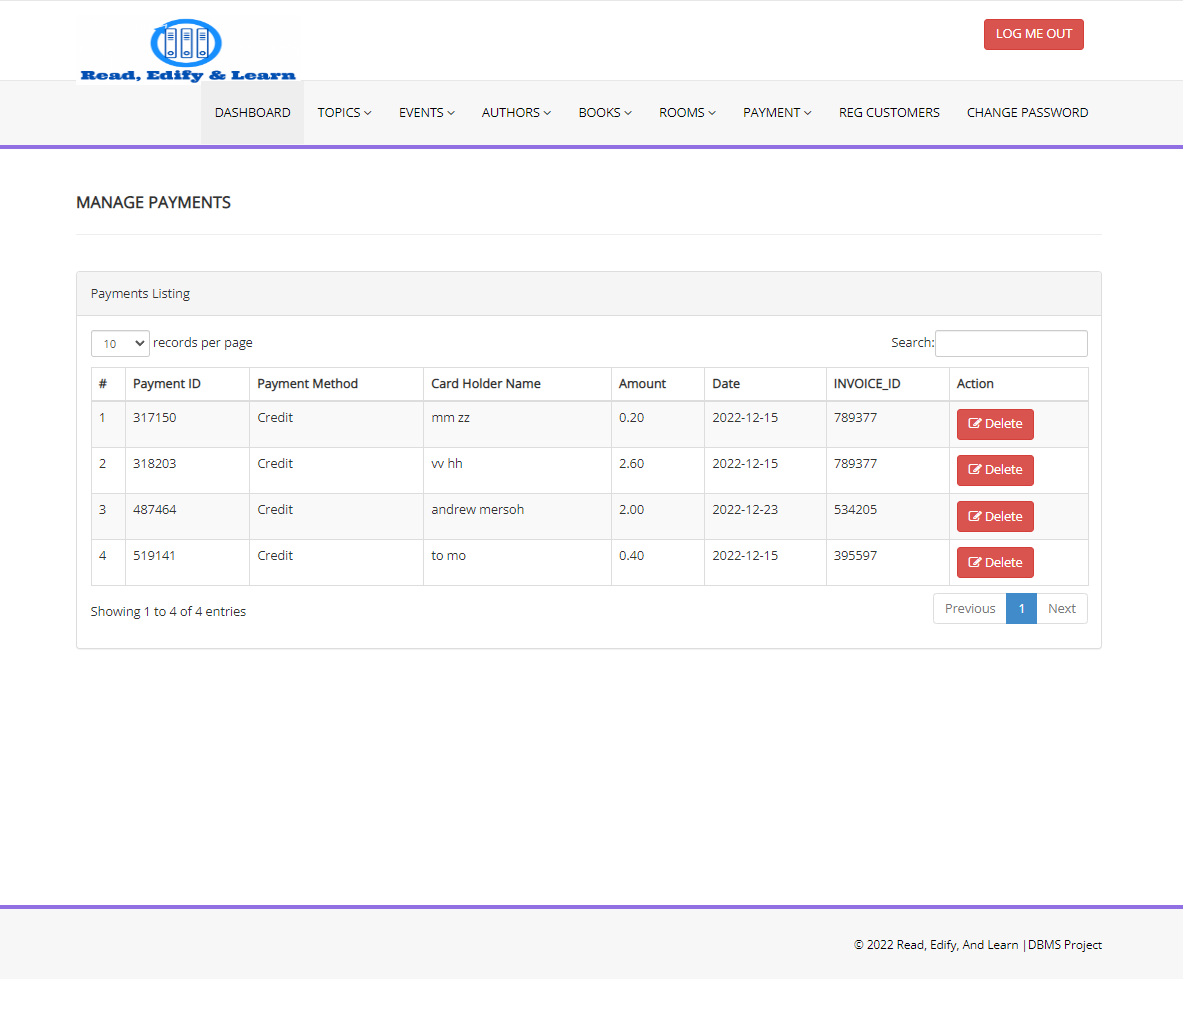 Read, Edify & Learn
LOG ME OUT
DASHBOARD TOPICS EVENTS AUTHORS BOOKS ROOMS PAYMENT REG CUSTOMERS CHANGE PASSWORD
MANAGE PAYMENTS
Payments Listing
10 records per page Search:
# Payment ID Payment Method Card Holder Name Amount Date INVOICE_ID Action
1 317150 Credit mm zz 0.20 2022-12-15 789377 Delete
2 318203 Credit vv hh 2.60 2022-12-15 789377 Delete
3 487464 Credit andrew mersoh 2.00 2022-12-23 534205 Delete
4 519141 Credit to mo 0.40 2022-12-15 395597 Delete
Showing 1 to 4 of 4 entries Previous 1 Next
© 2022 Read, Edify, And Learn |DBMS Project